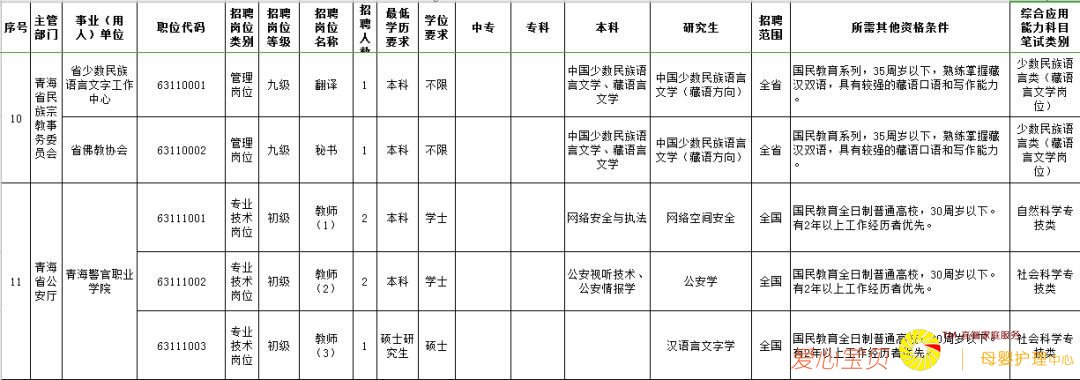 序号 主管部门 事业（用人）单位 职位代码 招聘岗位类别 招聘岗位等级 招聘岗位名称 招聘人数 最低学历要求 学位要求 中专 专科 本科 研究生 招聘范围 所需其他资格条件 综合应用能力科目笔试类别
10 青海省民族宗教事务委员会 省少数民族语言文字工作中心 63110001 管理岗位 九级 翻译 1 本科 不限 中国少数民族语言文学、藏语言文学 中国少数民族语言文学（藏语方向） 全省 国民教育系列，35周岁以下，熟练掌握藏汉双语，具有较强的藏语口语和写作能力。 少数民族语言类（藏语言文学岗位）
省佛教协会 63110002 管理岗位 九级 秘书 1 本科 不限 中国少数民族语言文学、藏语言文学 中国少数民族语言文学（藏语方向） 全省 国民教育系列，35周岁以下，熟练掌握藏汉双语，具有较强的藏语口语和写作能力。 少数民族语言类（藏语言文学岗位）
11 青海省公安厅 青海警官职业学院 63111001 专业技术岗位 初级 教师（1） 2 本科 学士 网络安全与执法 网络空间安全 全国 国民教育全日制普通高校，30周岁以下。有2年以上工作经历者优先。 自然科学专技类
63111002 专业技术岗位 初级 教师（2） 2 本科 学士 公安视听技术、公安情报学 公安学 全国 国民教育全日制普通高校，30周岁以下。有2年以上工作经历者优先。 社会科学专技类
63111003 专业技术岗位 初级 教师（3） 1 硕士研究生 硕士 汉语言文字学 全国 国民教育全日制普通高校，30周岁以下。有2年以上工作经历者优先。 社会科学专技类
爱心宝贝
母婴护理中心